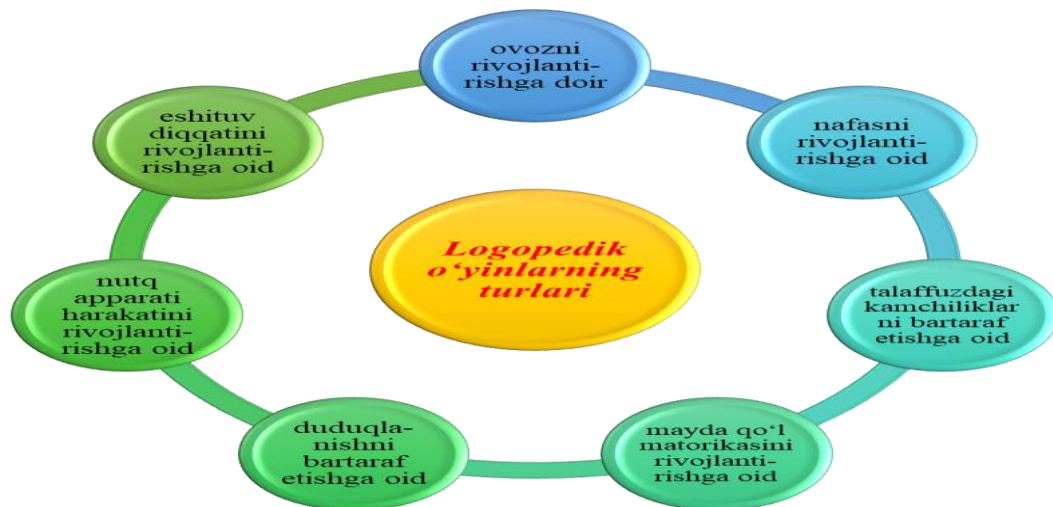 ovozni
rivojlanti-
rishga doir
nafasni
rivojlanti-
rishga oid
talaffuzdagi
kamchiliklar
ni bartaraf
etishga oid
mayda qo‘l
matorikasini
rivojlanti-
rishga oid
duduqla-
nishni
bartaraf
etishga oid
nutq
apparati
harakatini
rivojlanti-
rishga oid
eshituv
diqqatini
rivojlanti-
rishga oid
Logopedik
o‘yinlarning
turlari